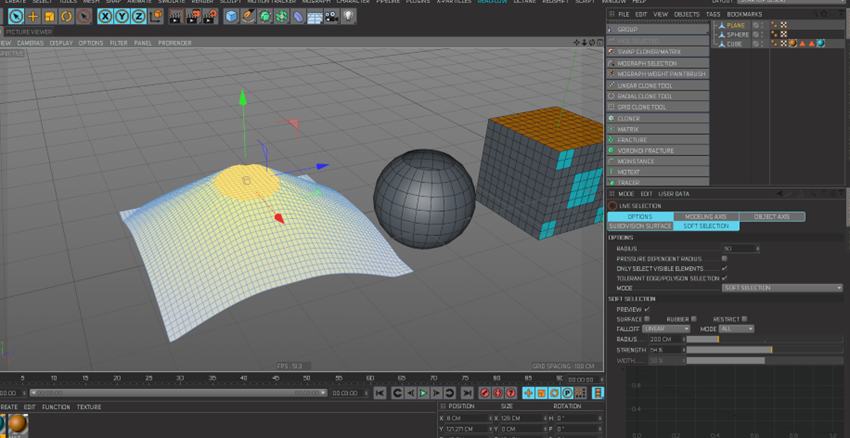 CREATE EDIT SELECT TOOLS MESH SNAP ANIMATE SIMULATE RENDER SCULPT MOTION TRACKER MOGRAPH CHARACTER PIPELINE PLUGINS X-PARTICLES REALFLOW OCTANE REDSHIFT SCRIPT WINDOW HELP
PICTURE VIEWER
VIEW CAMERAS DISPLAY OPTIONS FILTER PANEL PRORENDER
FILE EDIT VIEW OBJECTS TAGS BOOKMARKS
GROUP
PLANE
SPHERE
CUBE
SWAP CLONER/MATRIX
MOGRAPH SELECTION
MOGRAPH WEIGHT PAINTBRUSH
LINEAR CLONE TOOL
RADIAL CLONE TOOL
GRID CLONE TOOL
CLONER
MATRIX
FRACTURE
VORONOI FRACTURE
MOINSTANCE
MOTEXT
TRACER
MODE EDIT USER DATA
LIVE SELECTION
OPTIONS MODELING AXIS OBJECT AXIS
SUBDIVISION SURFACE SOFT SELECTION
OPTIONS
RADIUS 90
PRESSURE DEPENDENT RADIUS
ONLY SELECT VISIBLE ELEMENTS
TOLERANT EDGE/POLYGON SELECTION
MODE SOFT SELECTION
SOFT SELECTION
PREVIEW
SURFACE RUBBER RESTRICT
FALLOFF LINEAR MODE ALL
RADIUS 200 CM
STRENGTH 54 %
WIDTH 50 %
0.8
0.4
FPS : 51.3
GRID SPACING : 100 CM
5 10 15 20 25 30 35 40 45 50 55 60 65 70 75 80 85 90
00:00:00
00:03:00
CREATE EDIT FUNCTION TEXTURE
POSITION SIZE ROTATION
X 8 CM X 128 CM H 0 °
Y 121.271 CM Y 0 CM P 0 °